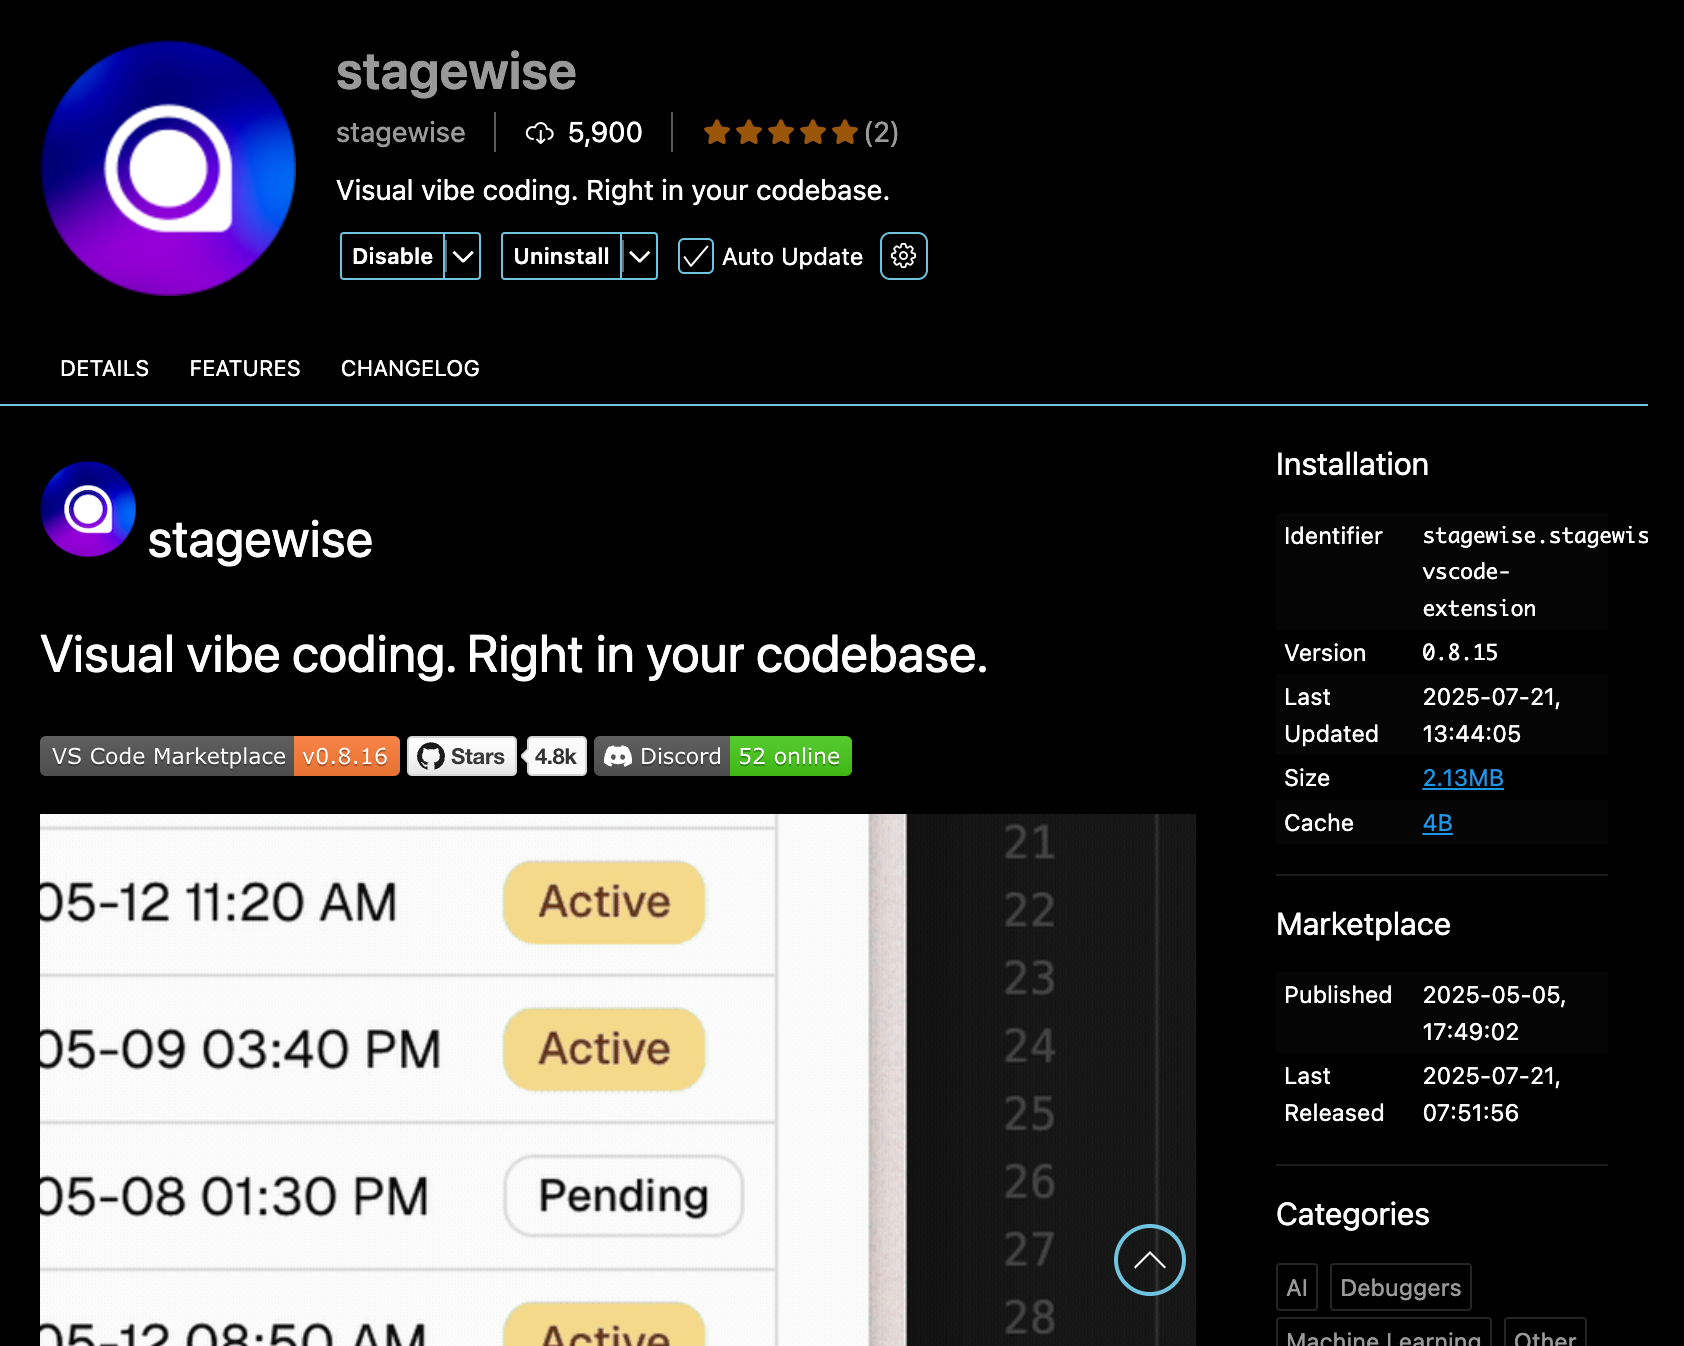 stagewise
stagewise 5,900 (2)
Visual vibe coding. Right in your codebase.
Disable Uninstall Auto Update
DETAILS FEATURES CHANGELOG
stagewise
Visual vibe coding. Right in your codebase.
VS Code Marketplace v0.8.16 Stars 4.8k Discord 52 online
05-12 11:20 AM Active
05-09 03:40 PM Active
05-08 01:30 PM Pending
05-12 08:50 AM Active
21
22
23
24
25
26
27
28
Installation
Identifier stagewise.stagewis
vscode-
extension
Version 0.8.15
Last 2025-07-21,
Updated 13:44:05
Size 2.13MB
Cache 4B
Marketplace
Published 2025-05-05,
17:49:02
Last 2025-07-21,
Released 07:51:56
Categories
AI Debuggers
Machine Learning Other